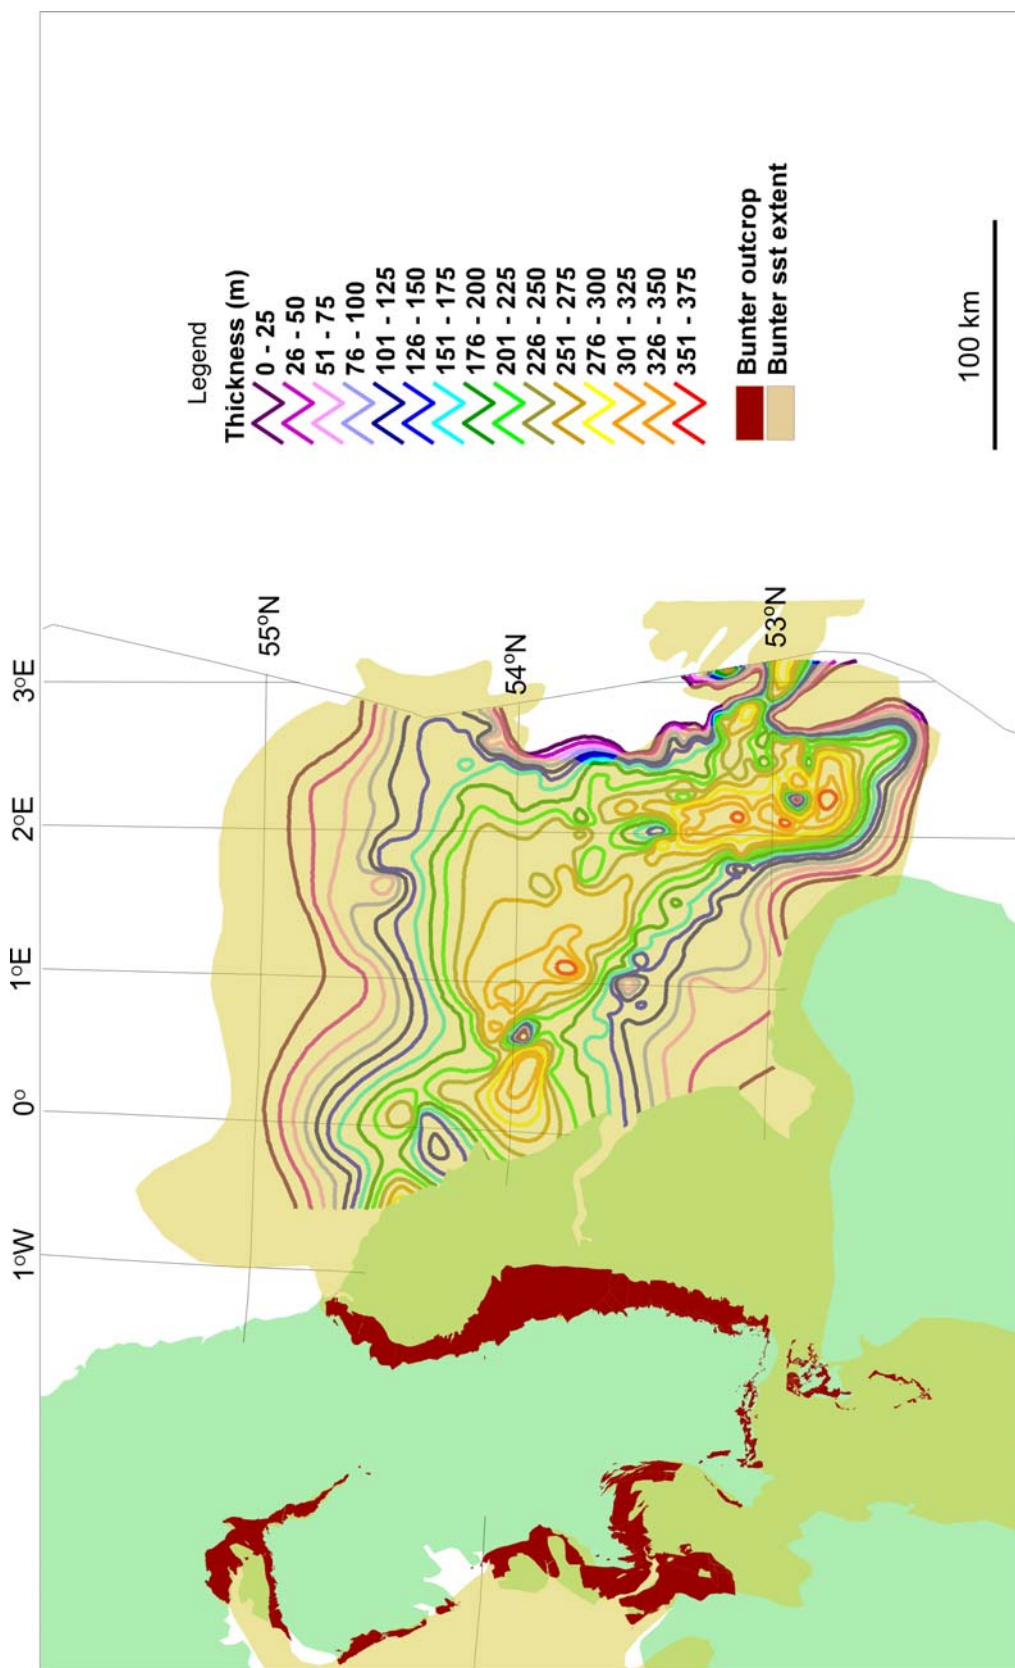 Legend
Thickness (m)
0 - 25
26 - 50
51 - 75
76 - 100
101 - 125
126 - 150
151 - 175
176 - 200
201 - 225
226 - 250
251 - 275
276 - 300
301 - 325
326 - 350
351 - 375
Bunter outcrop
Bunter sst extent
100 km
1°W
0°
1°E
2°E
3°E
55°N
54°N
53°N